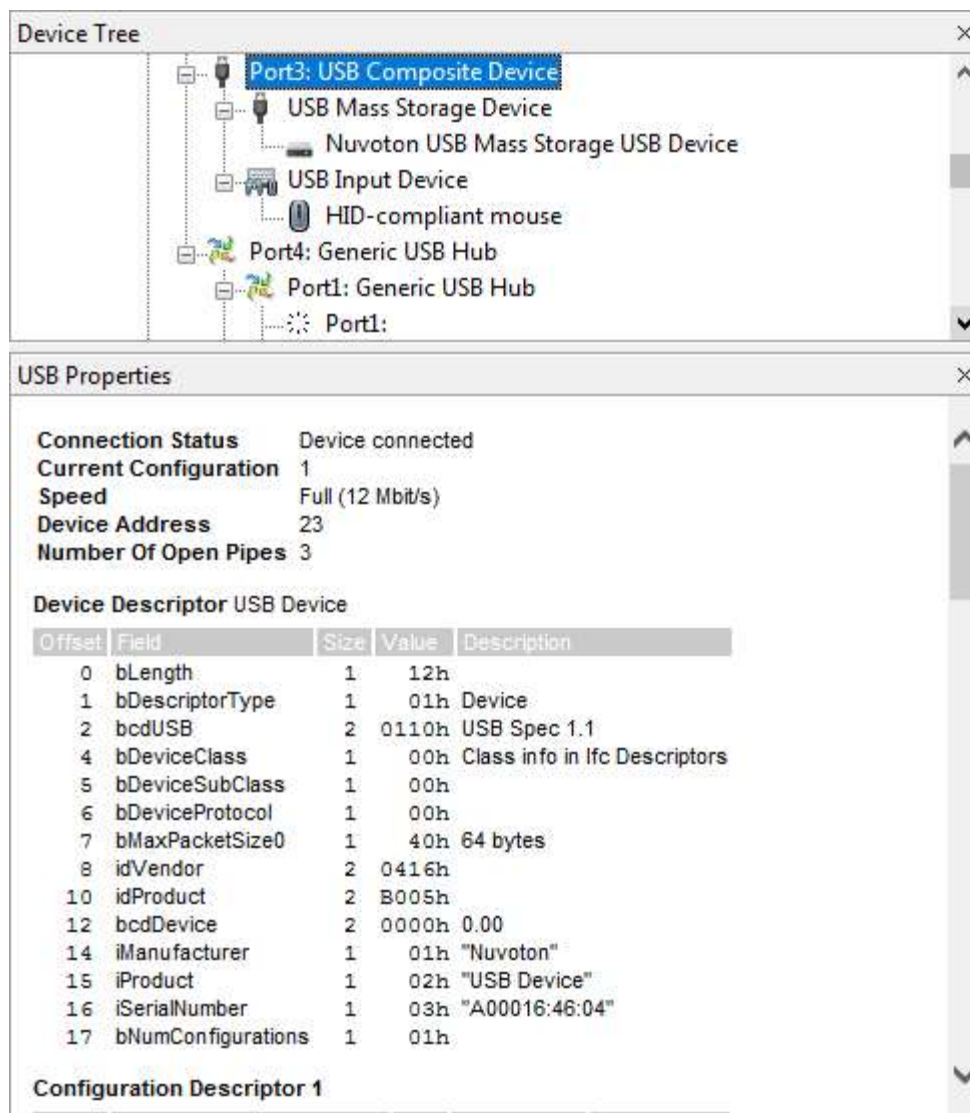 Device Tree
Port3: USB Composite Device
USB Mass Storage Device
Nuvoton USB Mass Storage USB Device
USB Input Device
HID-compliant mouse
Port4: Generic USB Hub
Port1: Generic USB Hub
Port1:
USB Properties
Connection Status Device connected
Current Configuration 1
Speed Full (12 Mbit/s)
Device Address 23
Number Of Open Pipes 3
Device Descriptor USB Device
Offset Field Size Value Description
0 bLength 1 12h
1 bDescriptorType 1 01h Device
2 bcdUSB 2 0110h USB Spec 1.1
4 bDeviceClass 1 00h Class info in Ifc Descriptors
5 bDeviceSubClass 1 00h
6 bDeviceProtocol 1 00h
7 bMaxPacketSize0 1 40h 64 bytes
8 idVendor 2 0416h
10 idProduct 2 B005h
12 bcdDevice 2 0000h 0.00
14 iManufacturer 1 01h "Nuvoton"
15 iProduct 1 02h "USB Device"
16 iSerialNumber 1 03h "A00016:46:04"
17 bNumConfigurations 1 01h
Configuration Descriptor 1